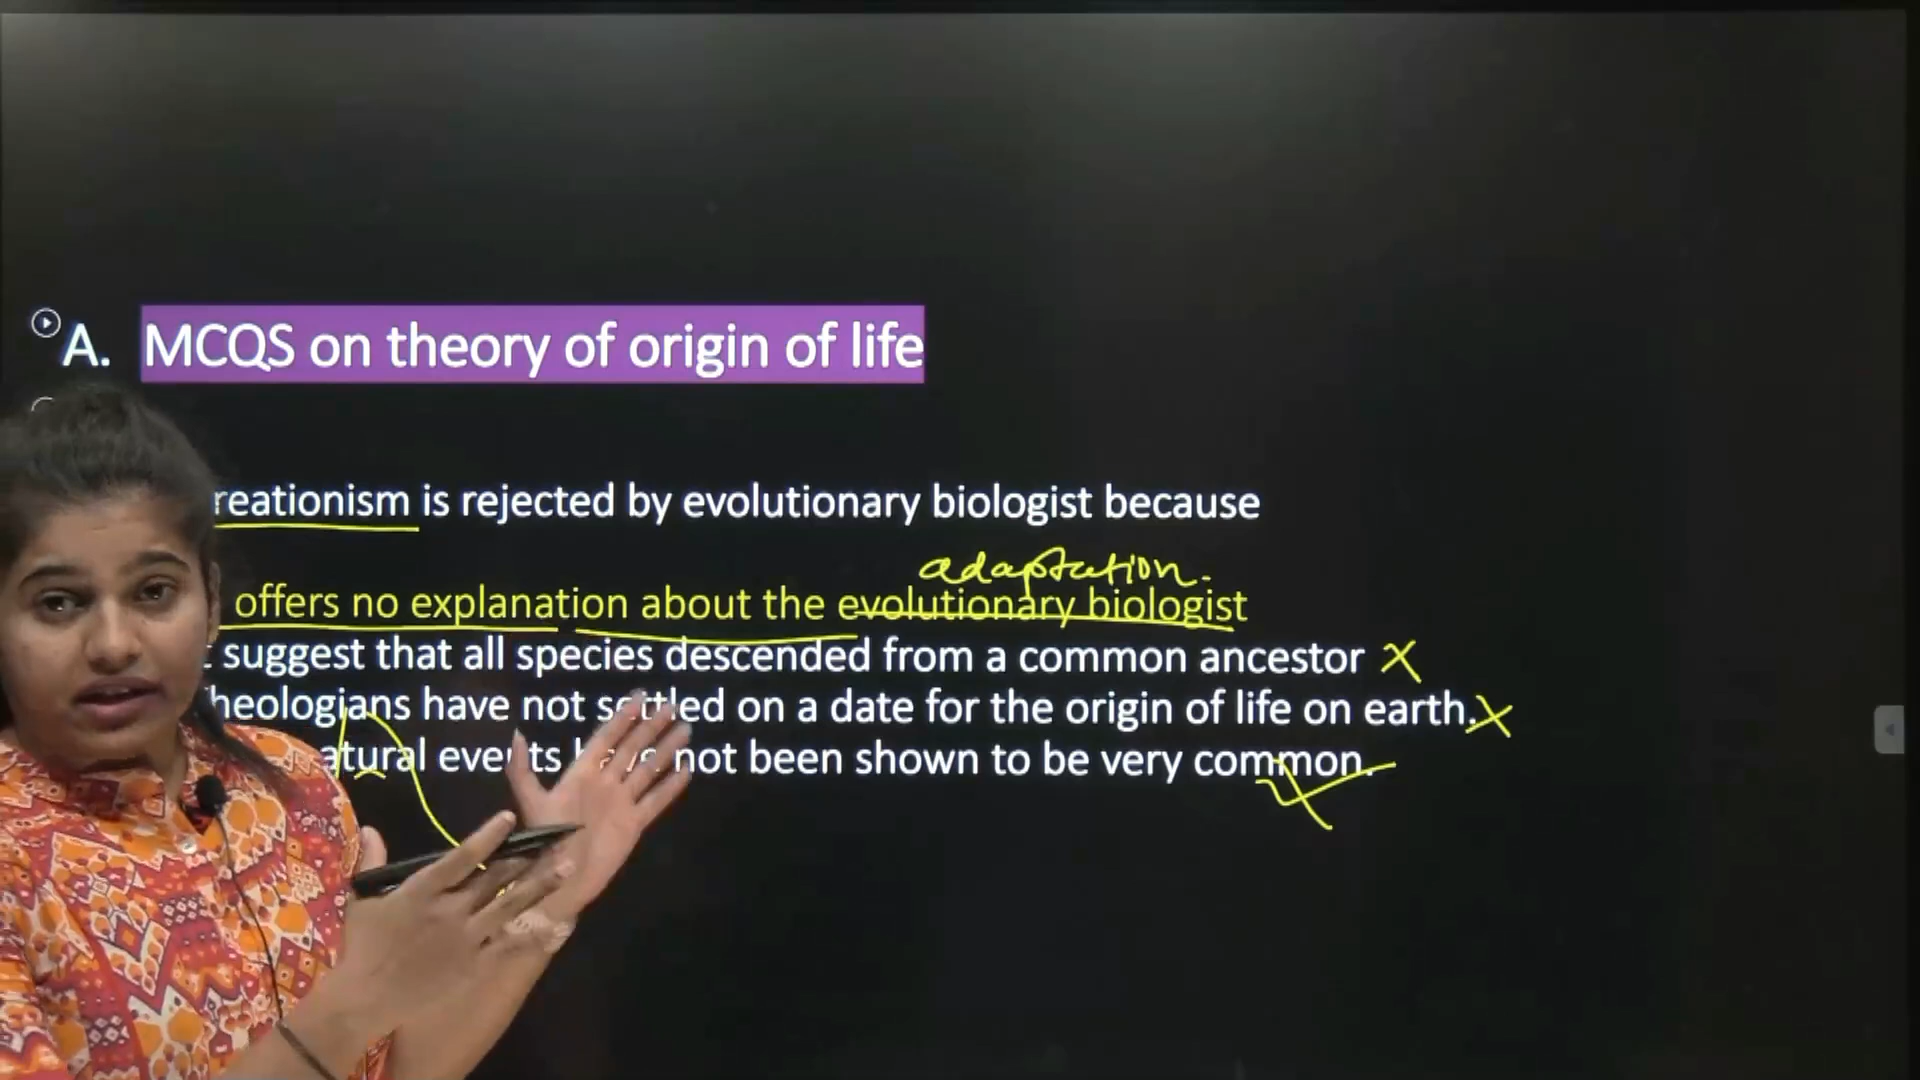 A. MCQS on theory of origin of life
reationism is rejected by evolutionary biologist because
adaptation.
offers no explanation about the evolutionary biologist
suggest that all species descended from a common ancestor X
heologians have not settled on a date for the origin of life on earth. X
atural events have not been shown to be very common.